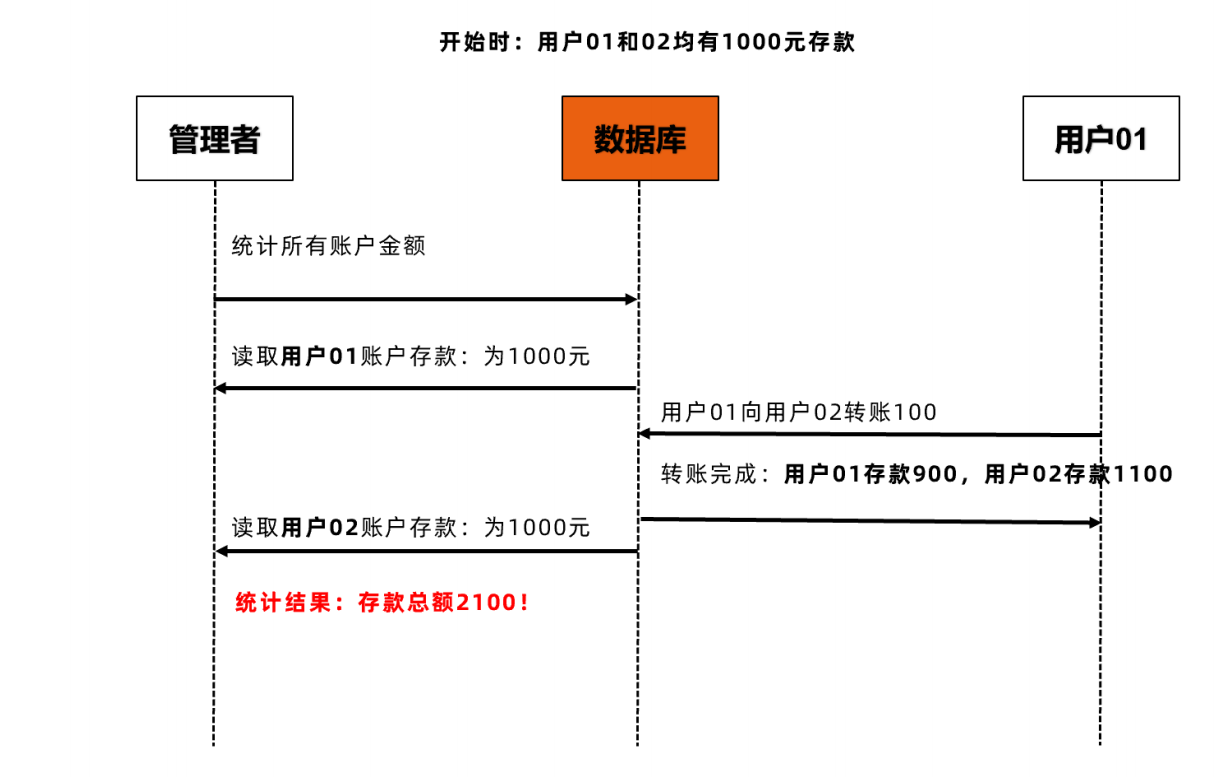 开始时：用户01和02均有1000元存款
管理者
数据库
用户01
统计所有账户金额
读取用户01账户存款：为1000元
用户01向用户02转账100
转账完成：用户01存款900，用户02存款1100
读取用户02账户存款：为1000元
统计结果：存款总额2100！